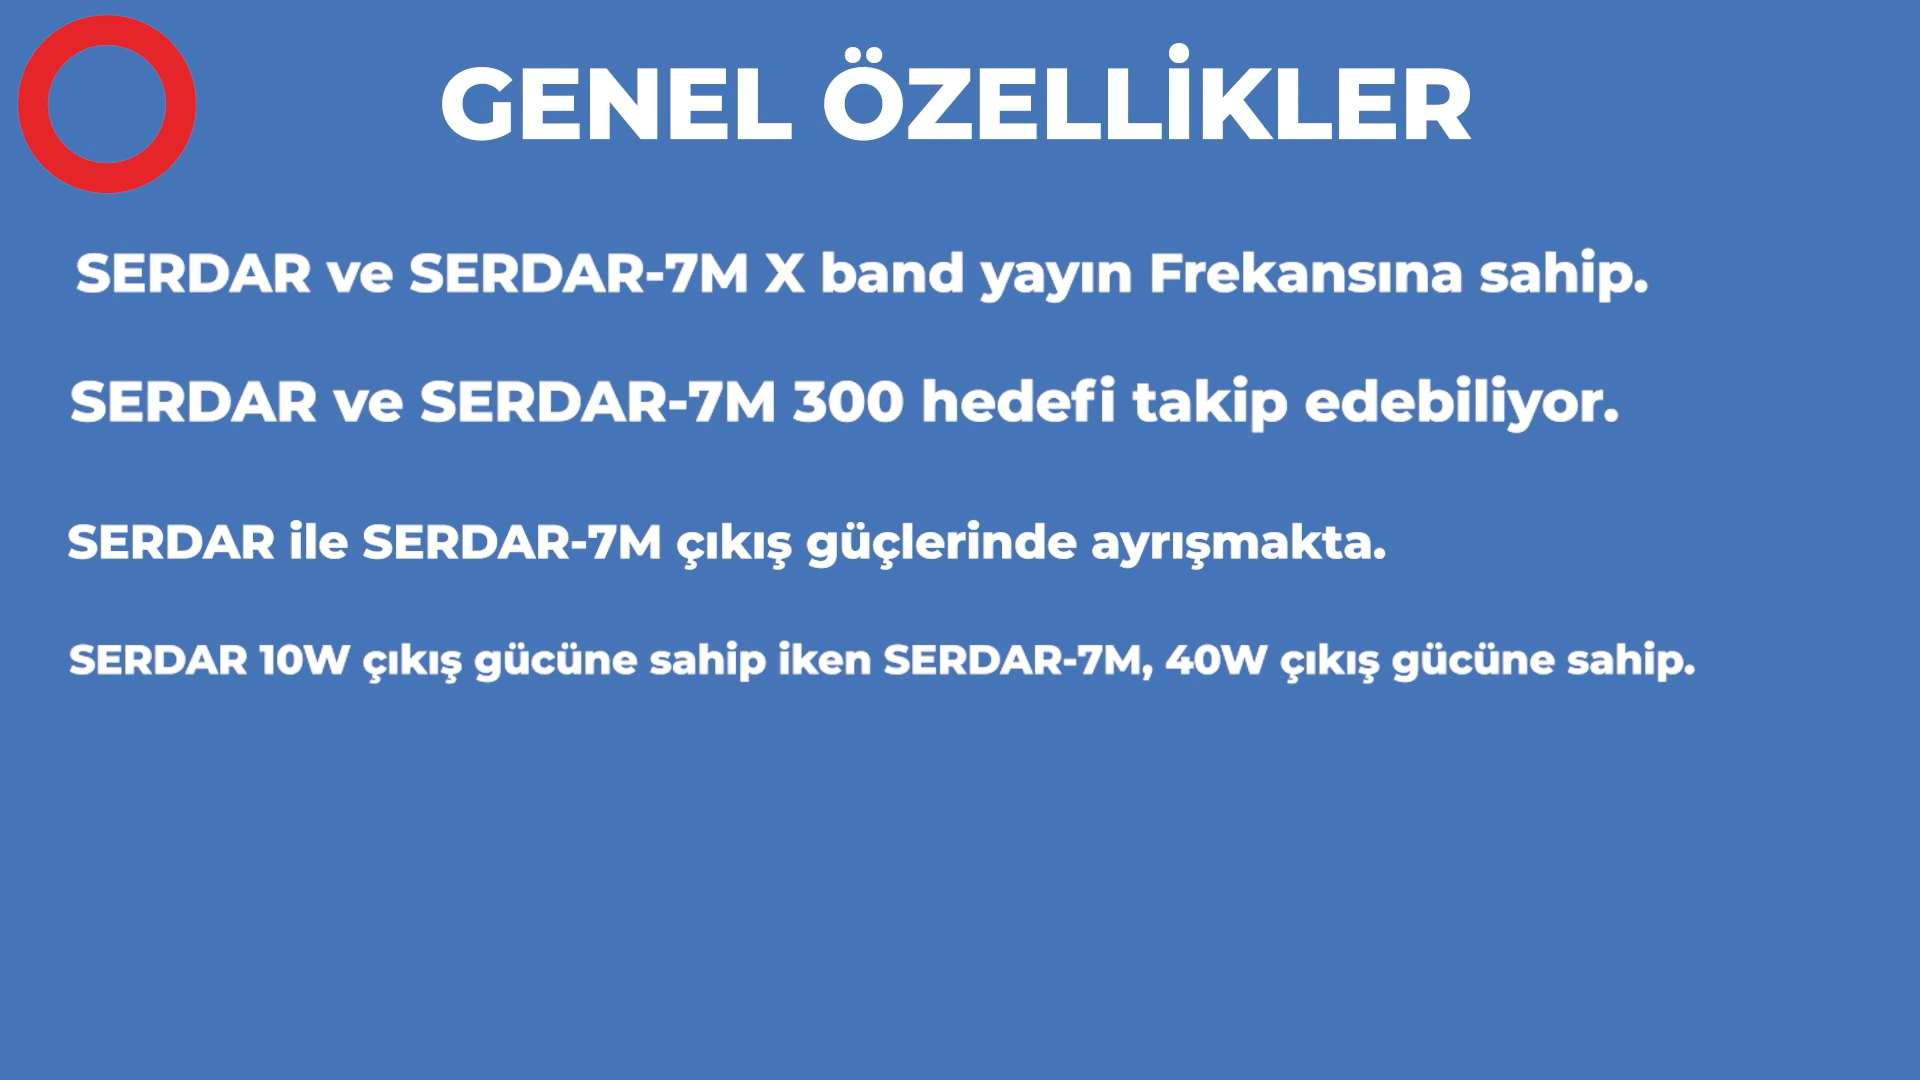 GENEL ÖZELLİKLER
SERDAR ve SERDAR-7M X band yayın Frekansına sahip.
SERDAR ve SERDAR-7M 300 hedefi takip edebiliyor.
SERDAR ile SERDAR-7M çıkış güçlerinde ayrışmakta.
SERDAR 10W çıkış gücüne sahip iken SERDAR-7M, 40W çıkış gücüne sahip.